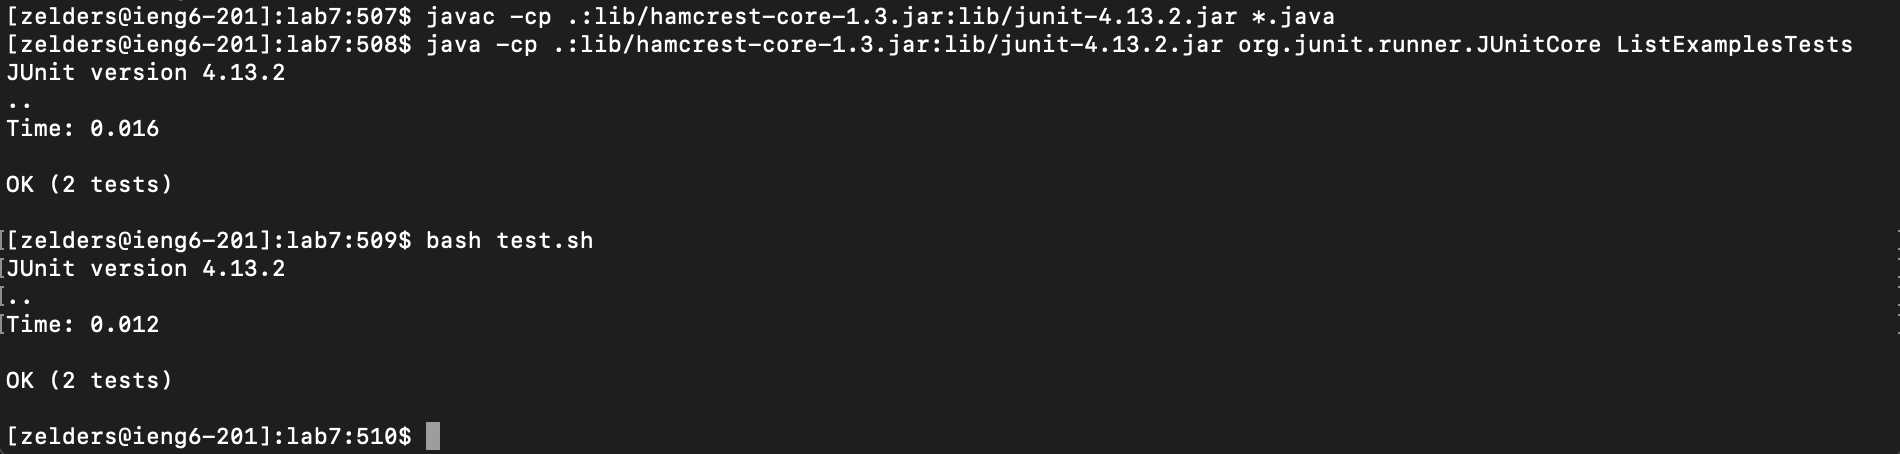 [zelders@ieng6-201]:lab7:507$ javac -cp .:lib/hamcrest-core-1.3.jar:lib/junit-4.13.2.jar *.java
[zelders@ieng6-201]:lab7:508$ java -cp .:lib/hamcrest-core-1.3.jar:lib/junit-4.13.2.jar org.junit.runner.JUnitCore ListExamplesTests
JUnit version 4.13.2
..
Time: 0.016
OK (2 tests)
[zelders@ieng6-201]:lab7:509$ bash test.sh
JUnit version 4.13.2
..
Time: 0.012
OK (2 tests)
[zelders@ieng6-201]:lab7:510$